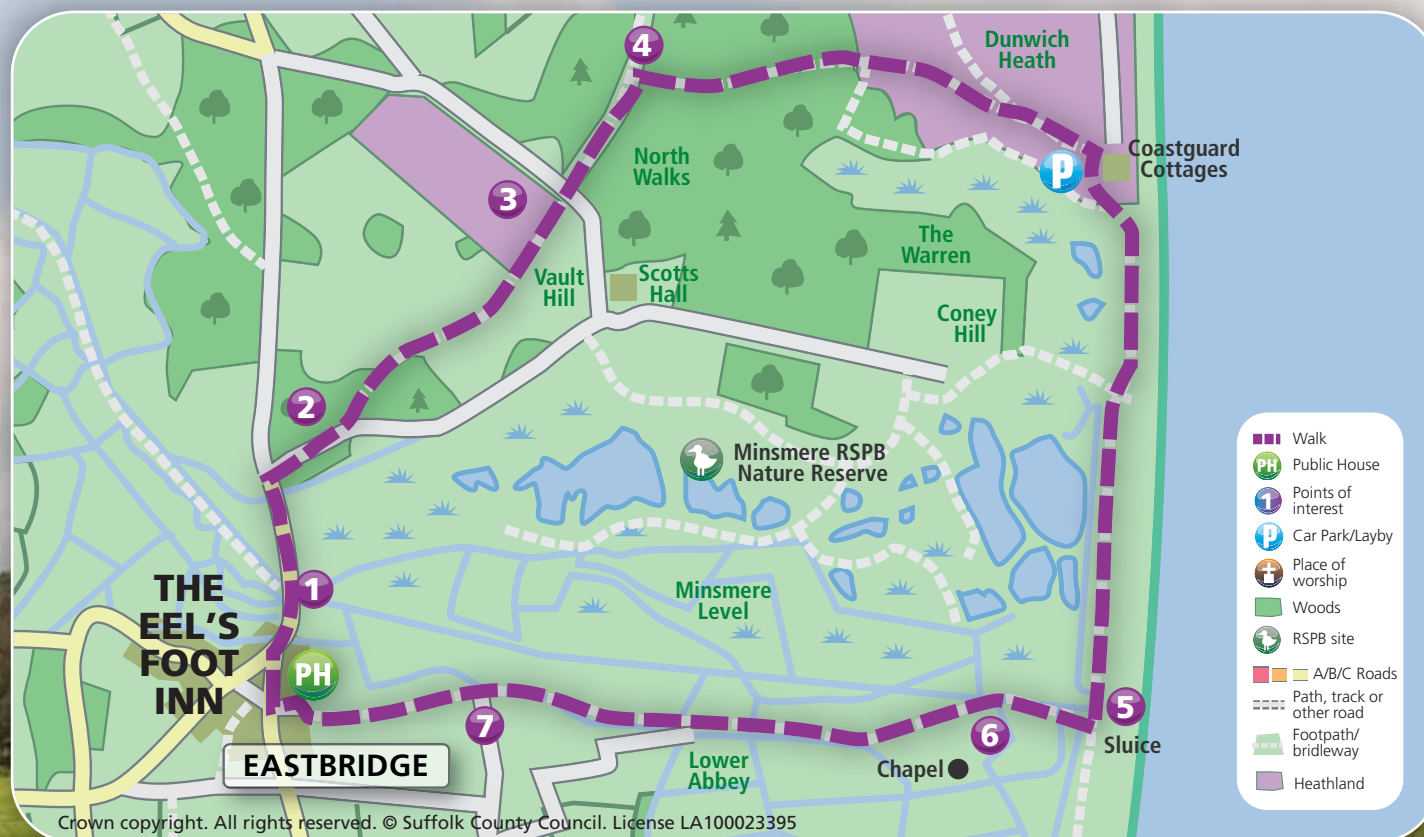 4
Dunwich
Heath
Coastguard
Cottages
P
North
Walks
3
The
Warren
Vault
Hill
Scotts
Hall
Coney
Hill
2
Minsmere RSPB
Nature Reserve
1
THE
EEL'S
FOOT
INN
PH
Minsmere
Level
7
6
5
Sluice
Chapel
Lower
Abbey
EASTBRIDGE
Crown copyright. All rights reserved. © Suffolk County Council. License LA100023395
Walk
PH Public House
1 Points of
interest
P Car Park/Layby
Place of
worship
Woods
RSPB site
A/B/C Roads
Path, track or
other road
Footpath/
bridleway
Heathland